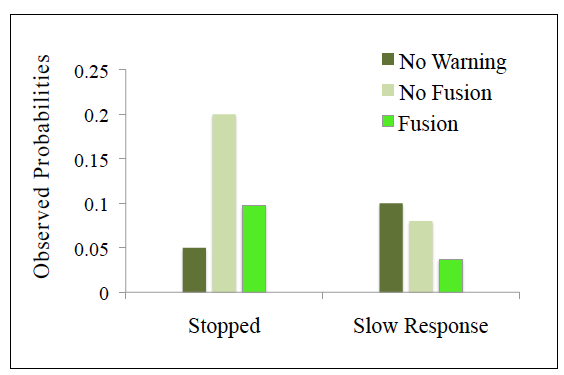 Observed Probabilities
0.25
0.2
0.15
0.1
0.05
0
No Warning
No Fusion
Fusion
Stopped
Slow Response